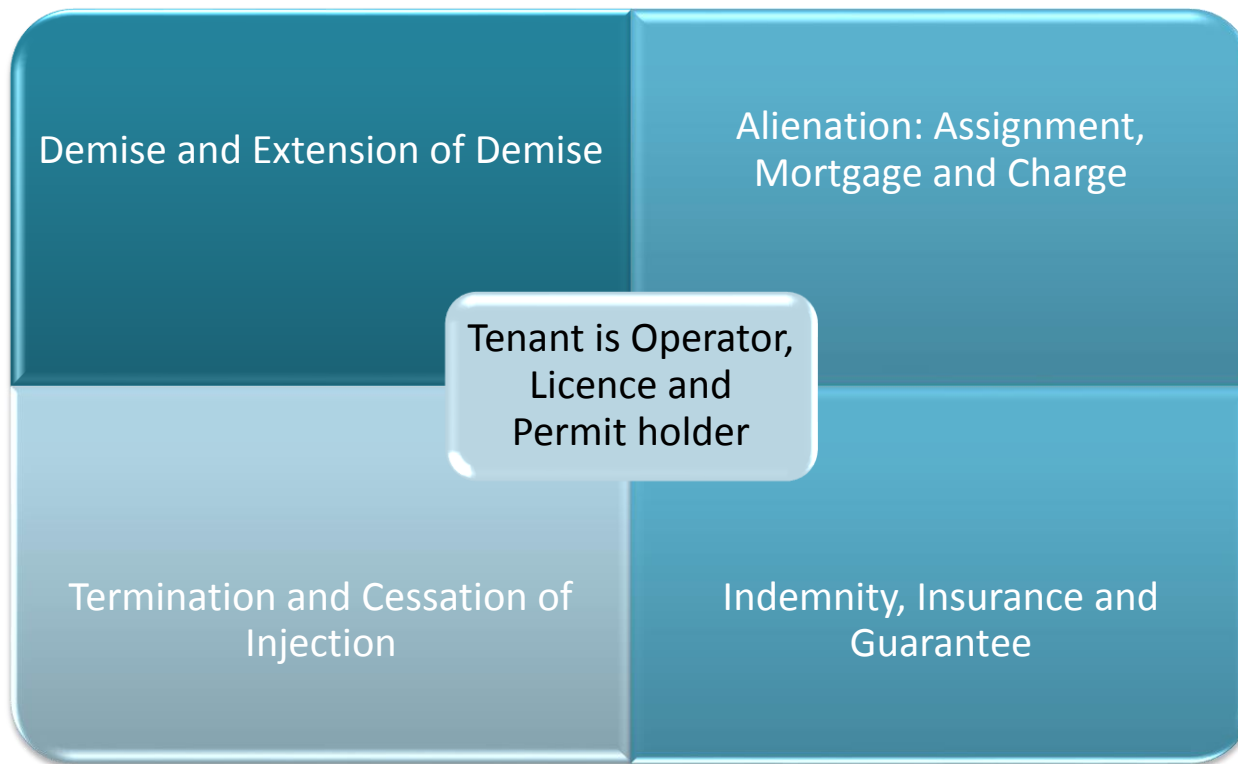 Demise and Extension of Demise
Alienation: Assignment,
Mortgage and Charge
Tenant is Operator,
Licence and
Permit holder
Termination and Cessation of
Injection
Indemnity, Insurance and
Guarantee